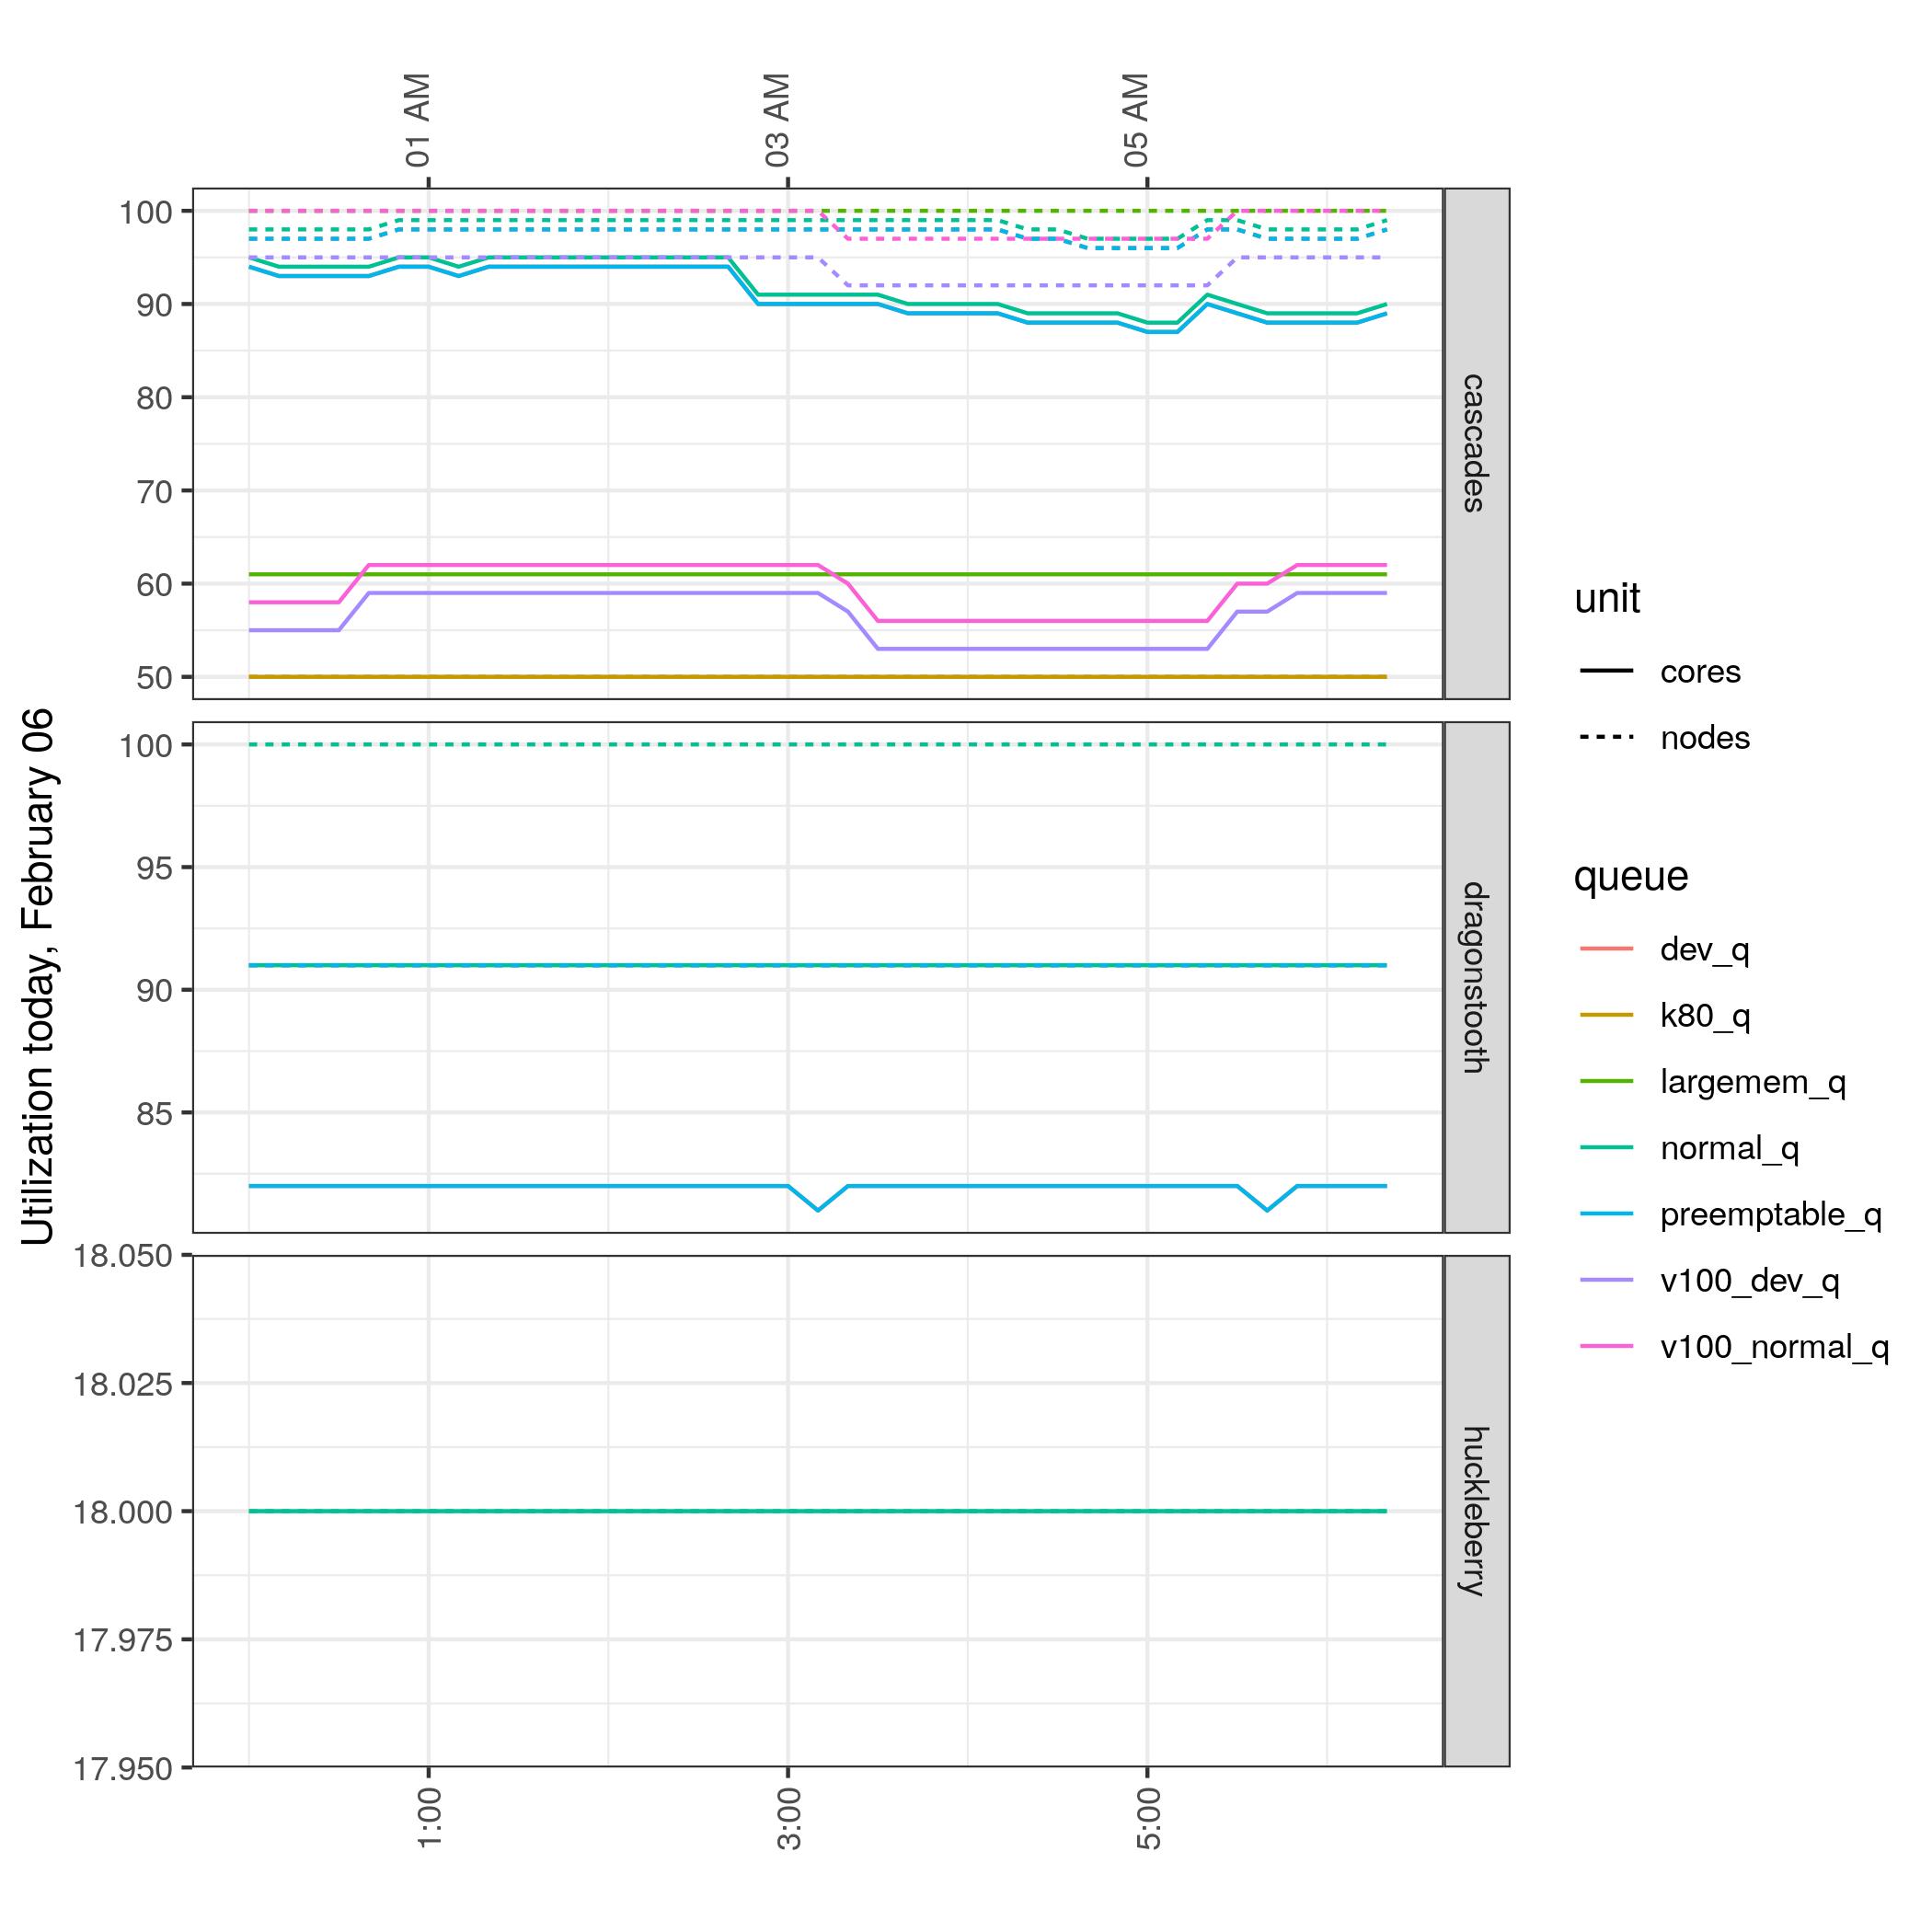 01 AM
03 AM
05 AM
100
90
80
70
60
50
cascades
100
95
90
85
dragonstooth
18.050
18.025
18.000
17.975
17.950
huckleberry
1:00
3:00
5:00
Utilization today, February 06
unit
cores
nodes
queue
dev_q
k80_q
largemem_q
normal_q
preemptable_q
v100_dev_q
v100_normal_q